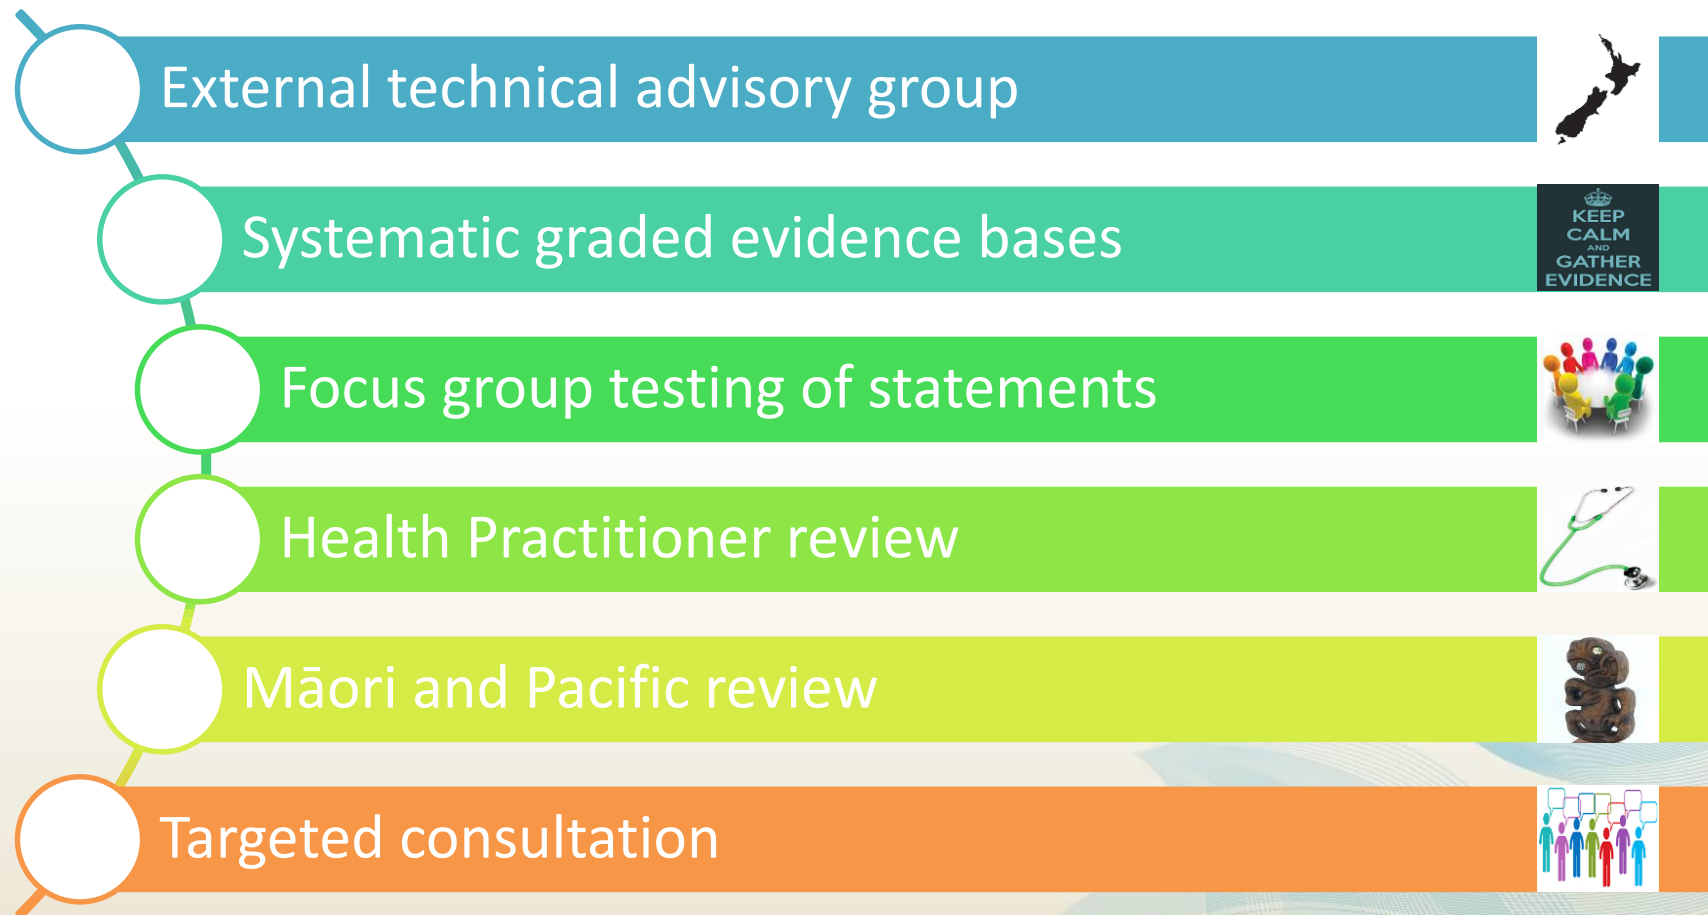 External technical advisory group
KEEP
CALM
AND
GATHER
EVIDENCE
Systematic graded evidence bases
Focus group testing of statements
Health Practitioner review
Māori and Pacific review
Targeted consultation